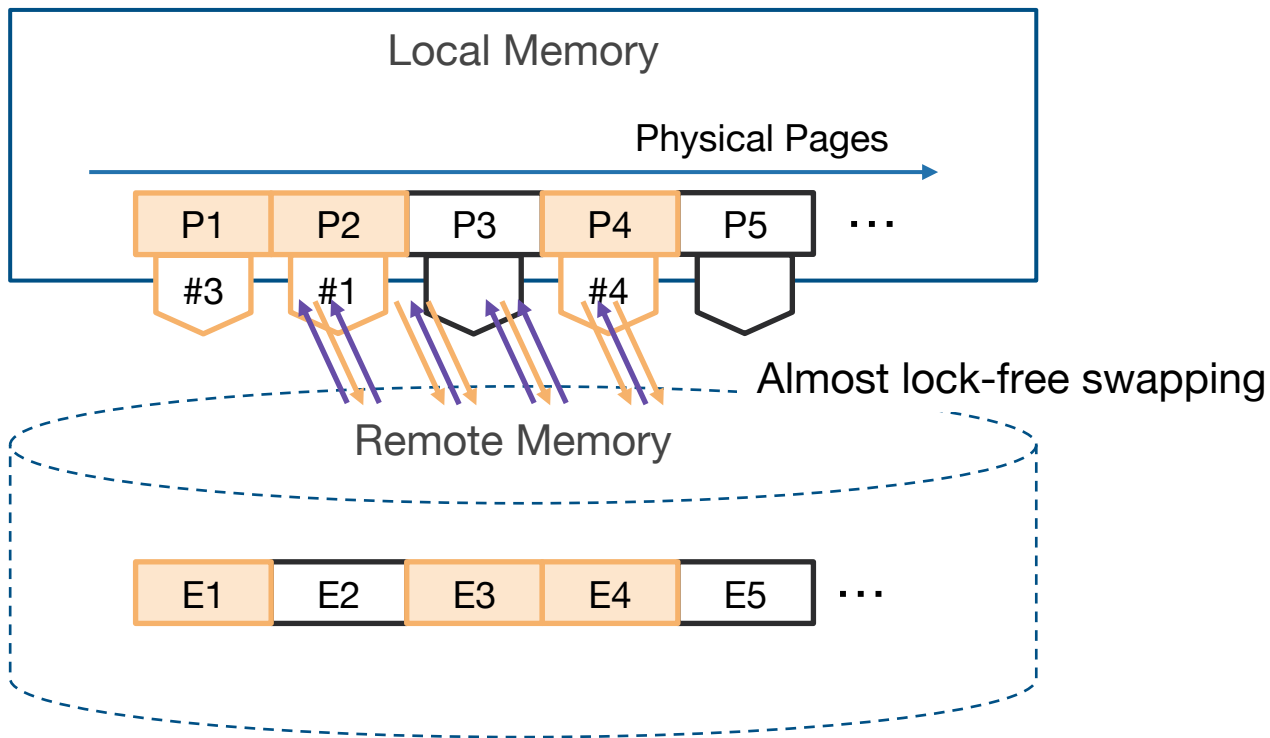 Local Memory
Physical Pages
P1 P2 P3 P4 P5 ...
#3 #1 #4
Almost lock-free swapping
Remote Memory
E1 E2 E3 E4 E5 ...